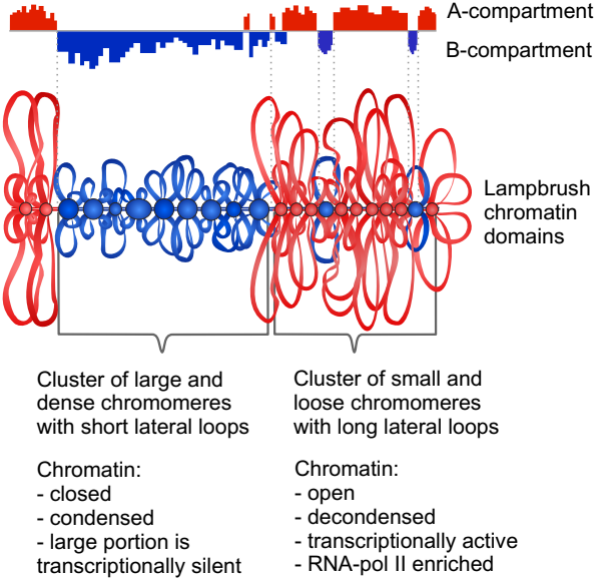 A-compartment
B-compartment
Lampbrush
chromatin
domains
Cluster of large and
dense chromomeres
with short lateral loops
Chromatin:
- closed
- condensed
- large portion is
transcriptionally silent
Cluster of small and
loose chromomeres
with long lateral loops
Chromatin:
- open
- decondensed
- transcriptionally active
- RNA-pol II enriched